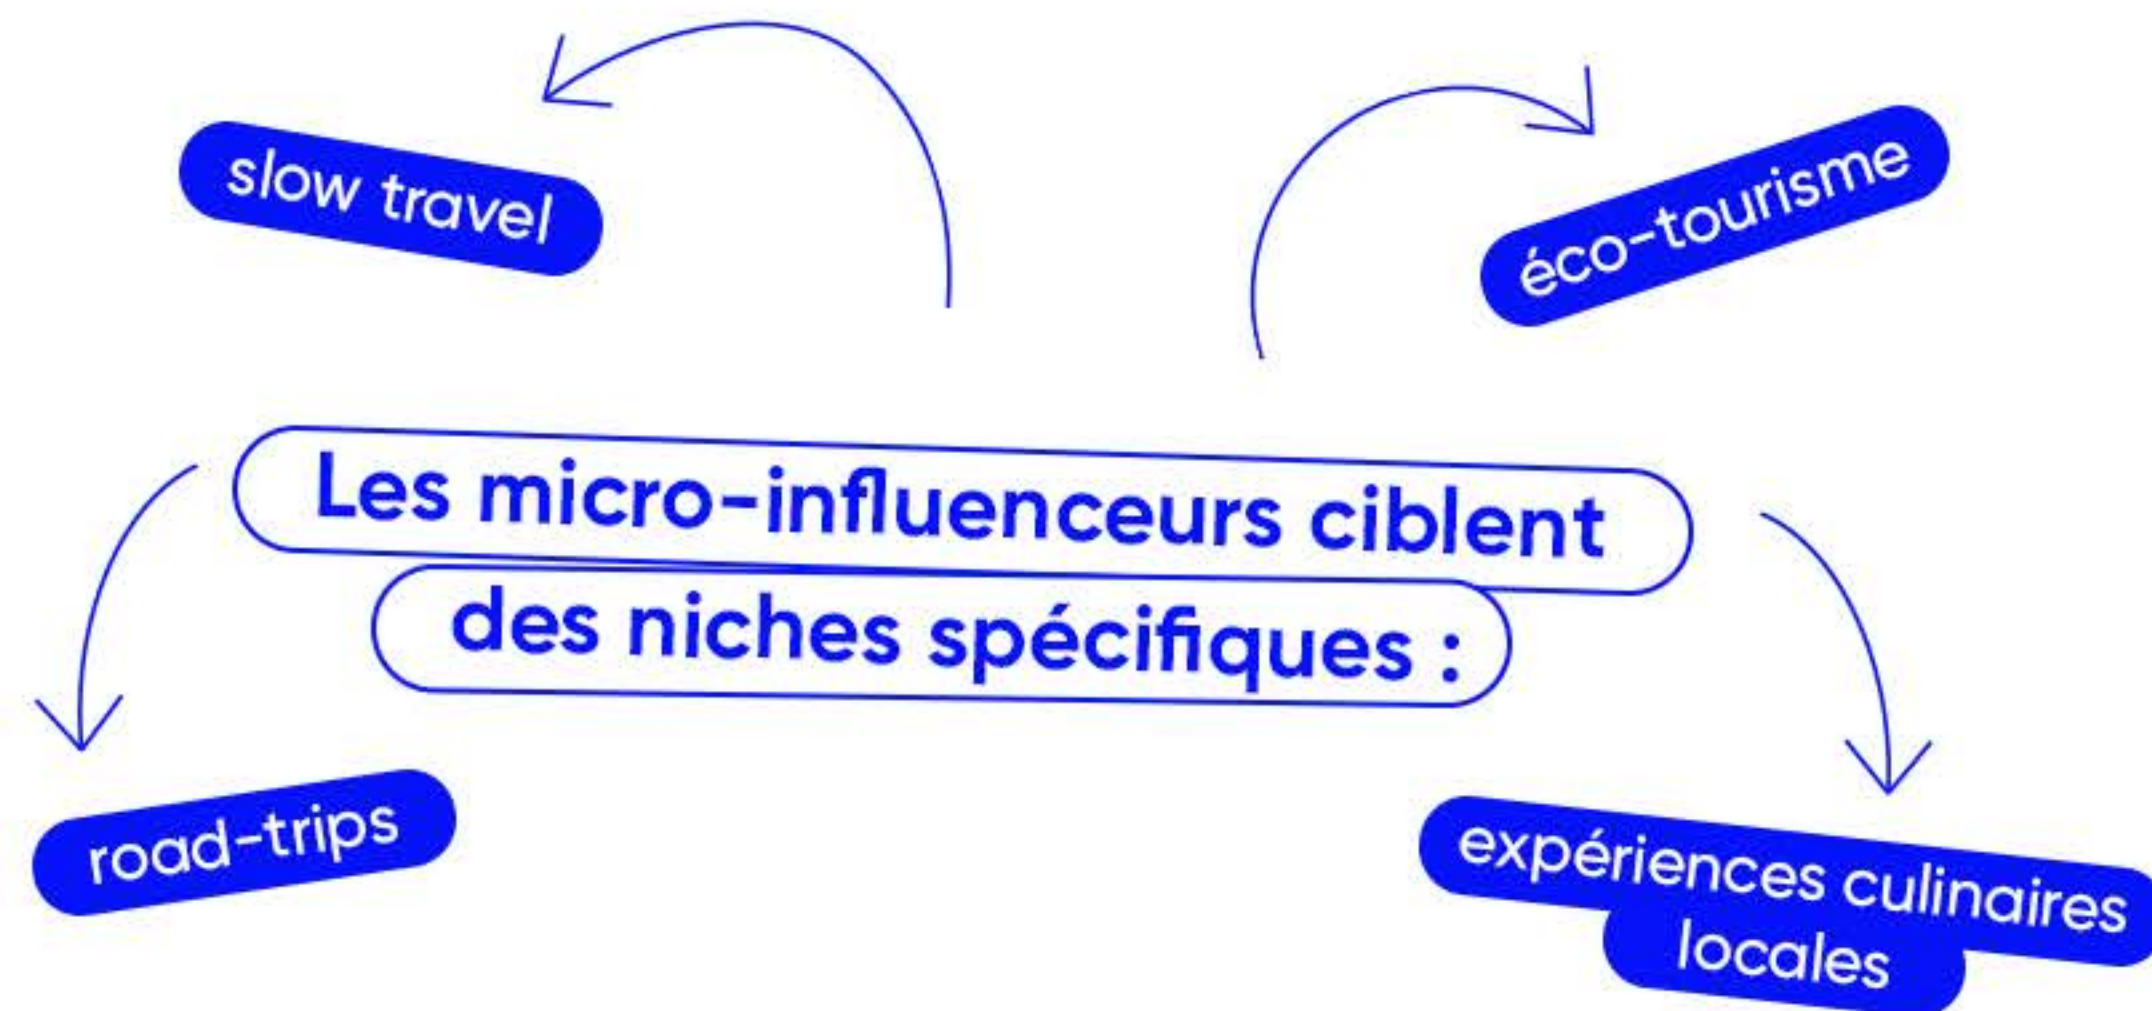 slow travel
éco-tourisme
Les micro-influenceurs ciblent
des niches spécifiques :
road-trips
expériences culinaires
locales